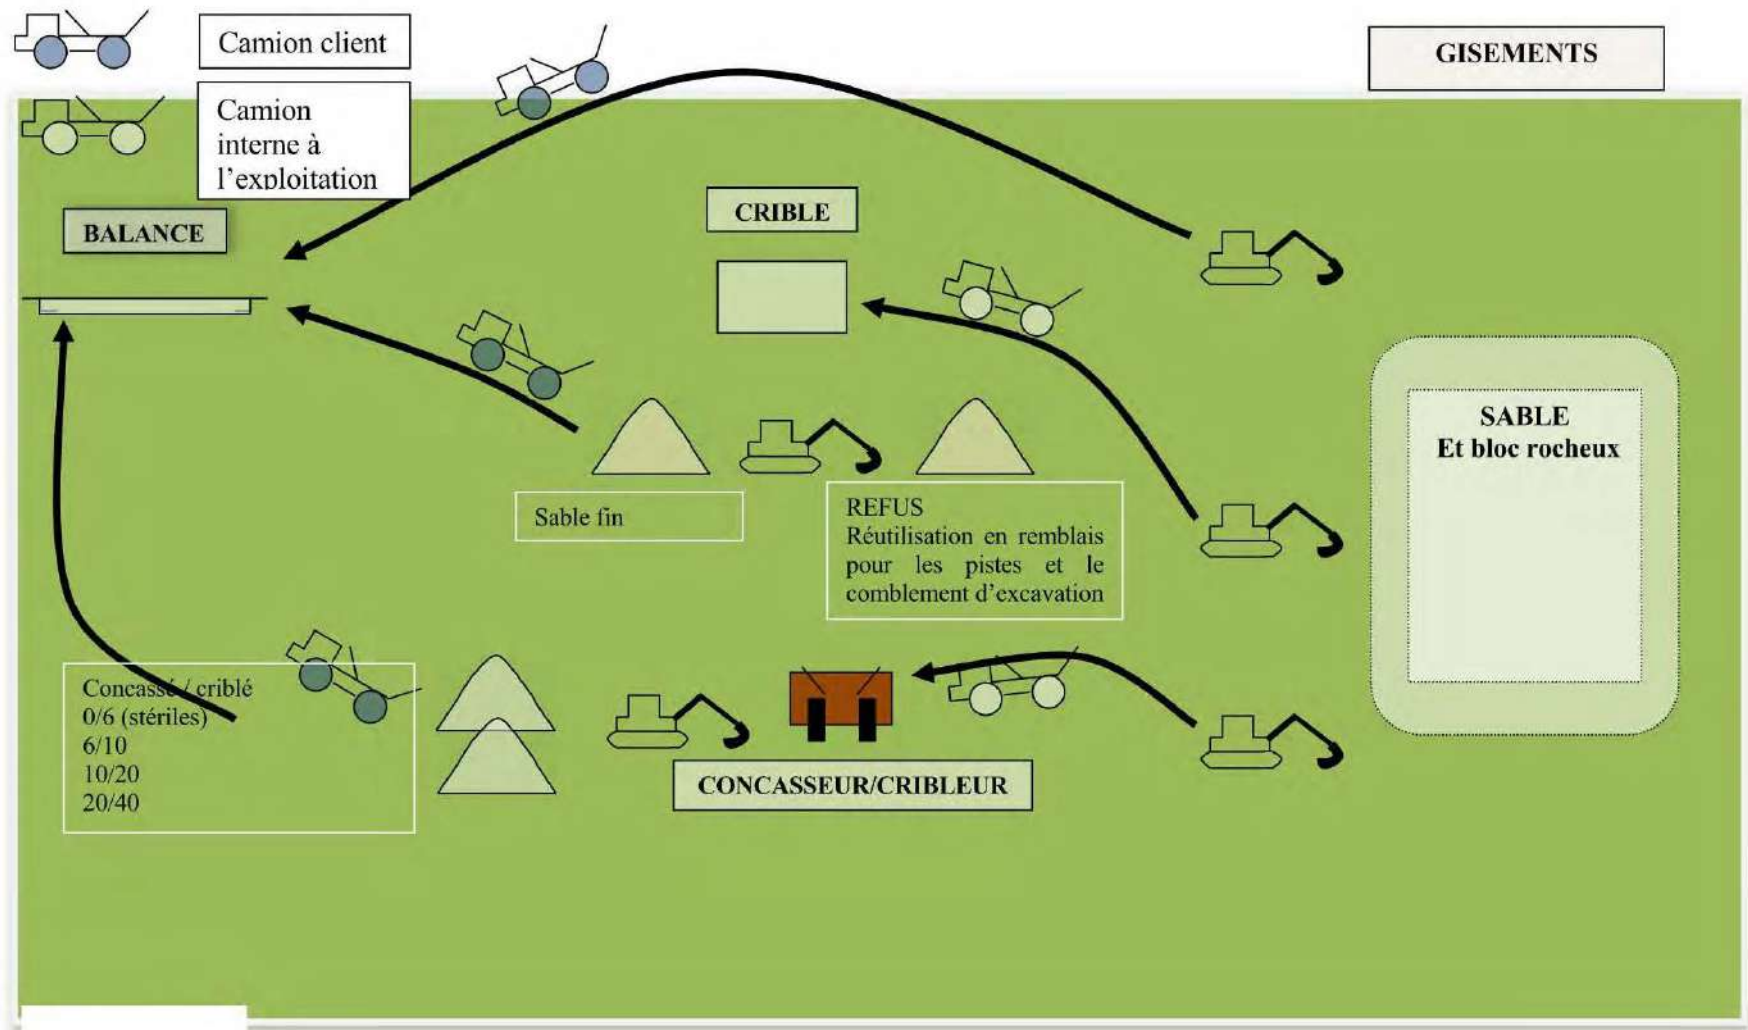 Camion client
GISEMENTS
Camion
interne à
l’exploitation
BALANCE
CRIBLE
SABLE
Et bloc rocheux
Sable fin
REFUS
Réutilisation en remblais
pour les pistes et le
comblement d’excavation
Concassé / criblé
0/6 (stériles)
6/10
10/20
20/40
CONCASSEUR/CRIBLEUR